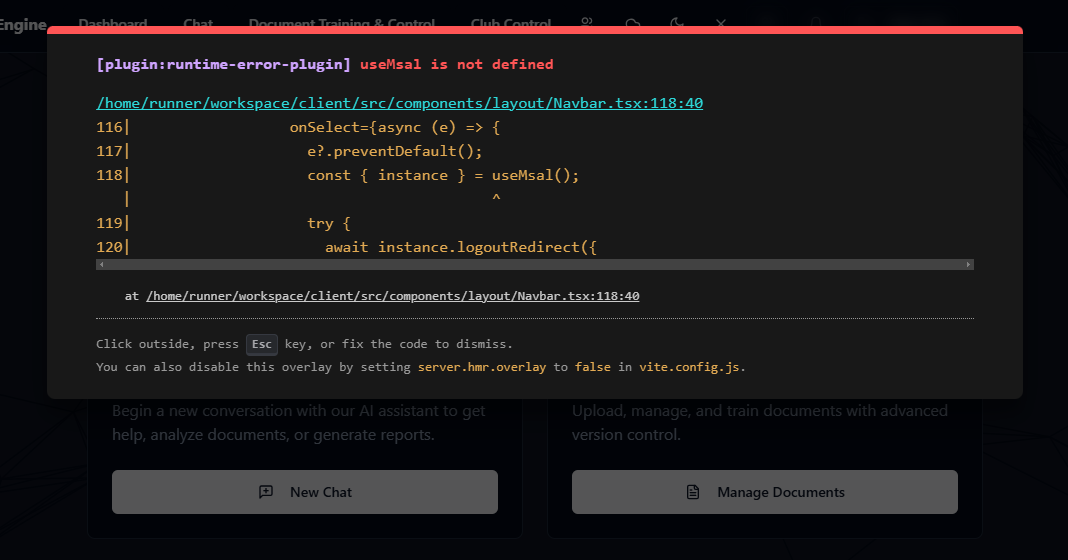 Engine Dashboard Chat Document Training & Control Club Control
[plugin:runtime-error-plugin] useMsal is not defined
/home/runner/workspace/client/src/components/layout/Navbar.tsx:118:40
116| onSelect={async (e) => {
117| e?.preventDefault();
118| const { instance } = useMsal();
| ^
119| try {
120| await instance.logoutRedirect({
at /home/runner/workspace/client/src/components/layout/Navbar.tsx:118:40
Click outside, press Esc key, or fix the code to dismiss.
You can also disable this overlay by setting server.hmr.overlay to false in vite.config.js.
Begin a new conversation with our AI assistant to get
help, analyze documents, or generate reports.
New Chat
Upload, manage, and train documents with advanced
version control.
Manage Documents